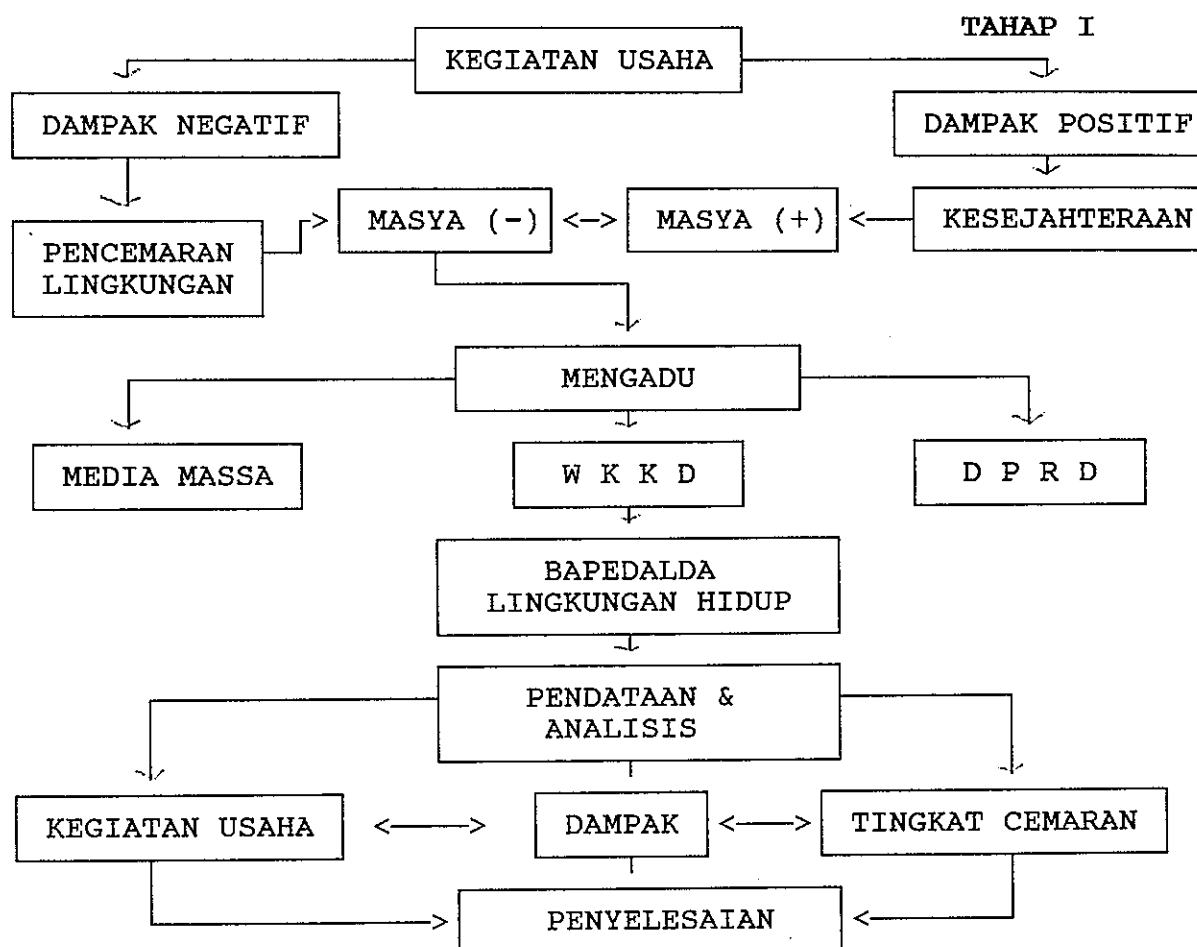 TAHAP I
KEGIATAN USAHA
DAMPAK NEGATIF
DAMPAK POSITIF
MASYA (-)
MASYA (+)
KESEJAHTERAAN
PENCEMARAN
LINGKUNGAN
MENGADU
MEDIA MASSA
W K K D
D P R D
BAPEDALDA
LINGKUNGAN HIDUP
PENDATAAN &
ANALISIS
KEGIATAN USAHA
DAMPAK
TINGKAT CEMARAN
PENYELESAIAN